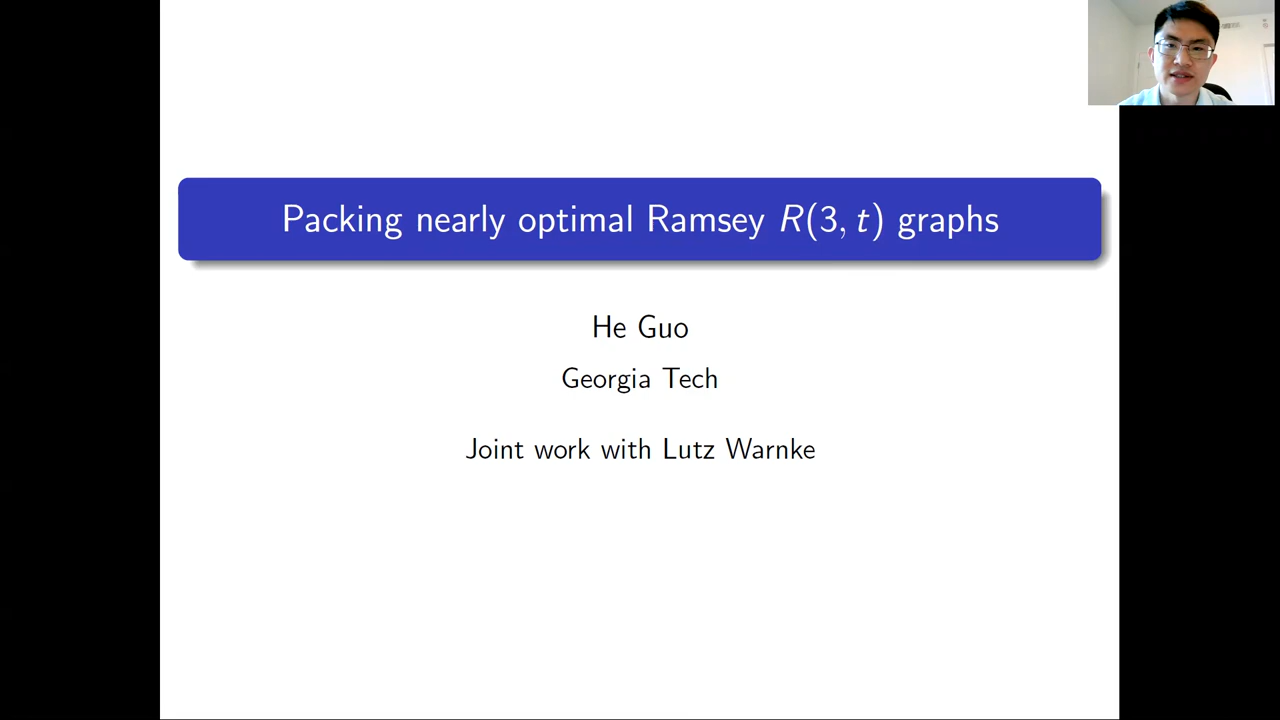 Packing nearly optimal Ramsey R(3, t) graphs
He Guo
Georgia Tech
Joint work with Lutz Warnke